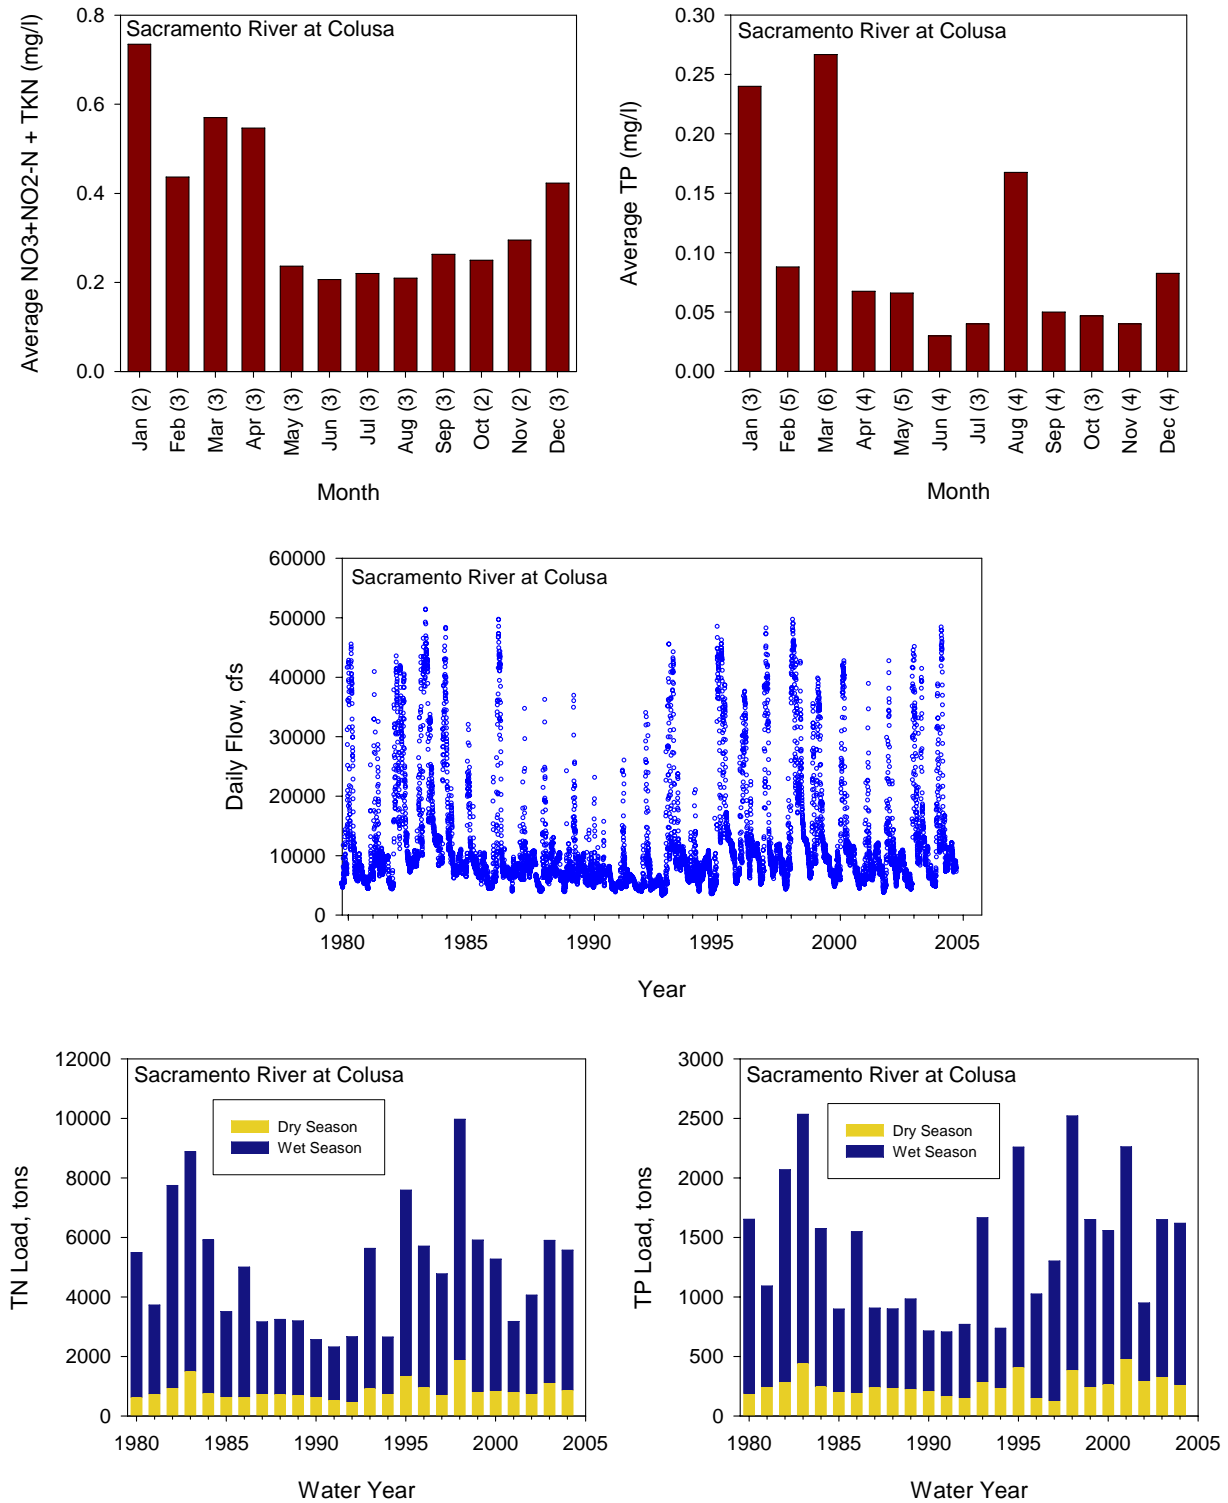 Sacramento River at Colusa
Average NO3+NO2-N + TKN (mg/l)
0.8
0.6
0.4
0.2
0.0
Jan (2)
Feb (3)
Mar (3)
Apr (3)
May (3)
Jun (3)
Jul (3)
Aug (3)
Sep (3)
Oct (2)
Nov (2)
Dec (3)
Month
Sacramento River at Colusa
Average TP (mg/l)
0.30
0.25
0.20
0.15
0.10
0.05
0.00
Jan (3)
Feb (5)
Mar (6)
Apr (4)
May (5)
Jun (4)
Jul (3)
Aug (4)
Sep (4)
Oct (3)
Nov (4)
Dec (4)
Month
Sacramento River at Colusa
Daily Flow, cfs
60000
50000
40000
30000
20000
10000
0
1980 1985 1990 1995 2000 2005
Year
Sacramento River at Colusa
Dry Season
Wet Season
TN Load, tons
12000
10000
8000
6000
4000
2000
0
1980 1985 1990 1995 2000 2005
Water Year
Sacramento River at Colusa
Dry Season
Wet Season
TP Load, tons
3000
2500
2000
1500
1000
500
0
1980 1985 1990 1995 2000 2005
Water Year